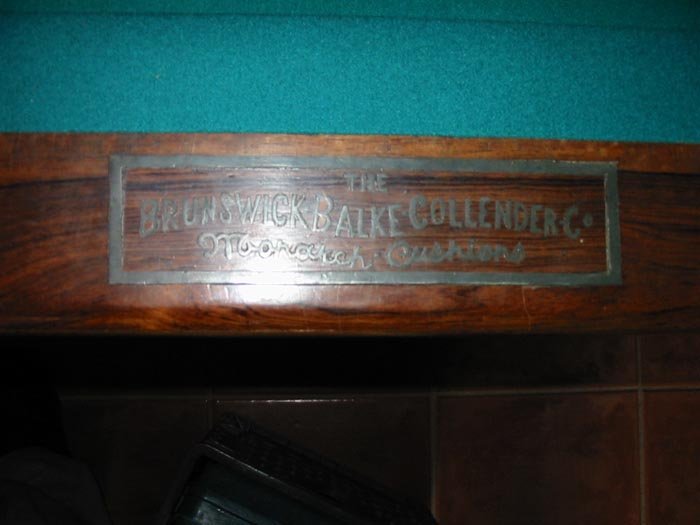 THE
BRUNSWICK BALKE COLLENDER Co.
Monarch Cushions